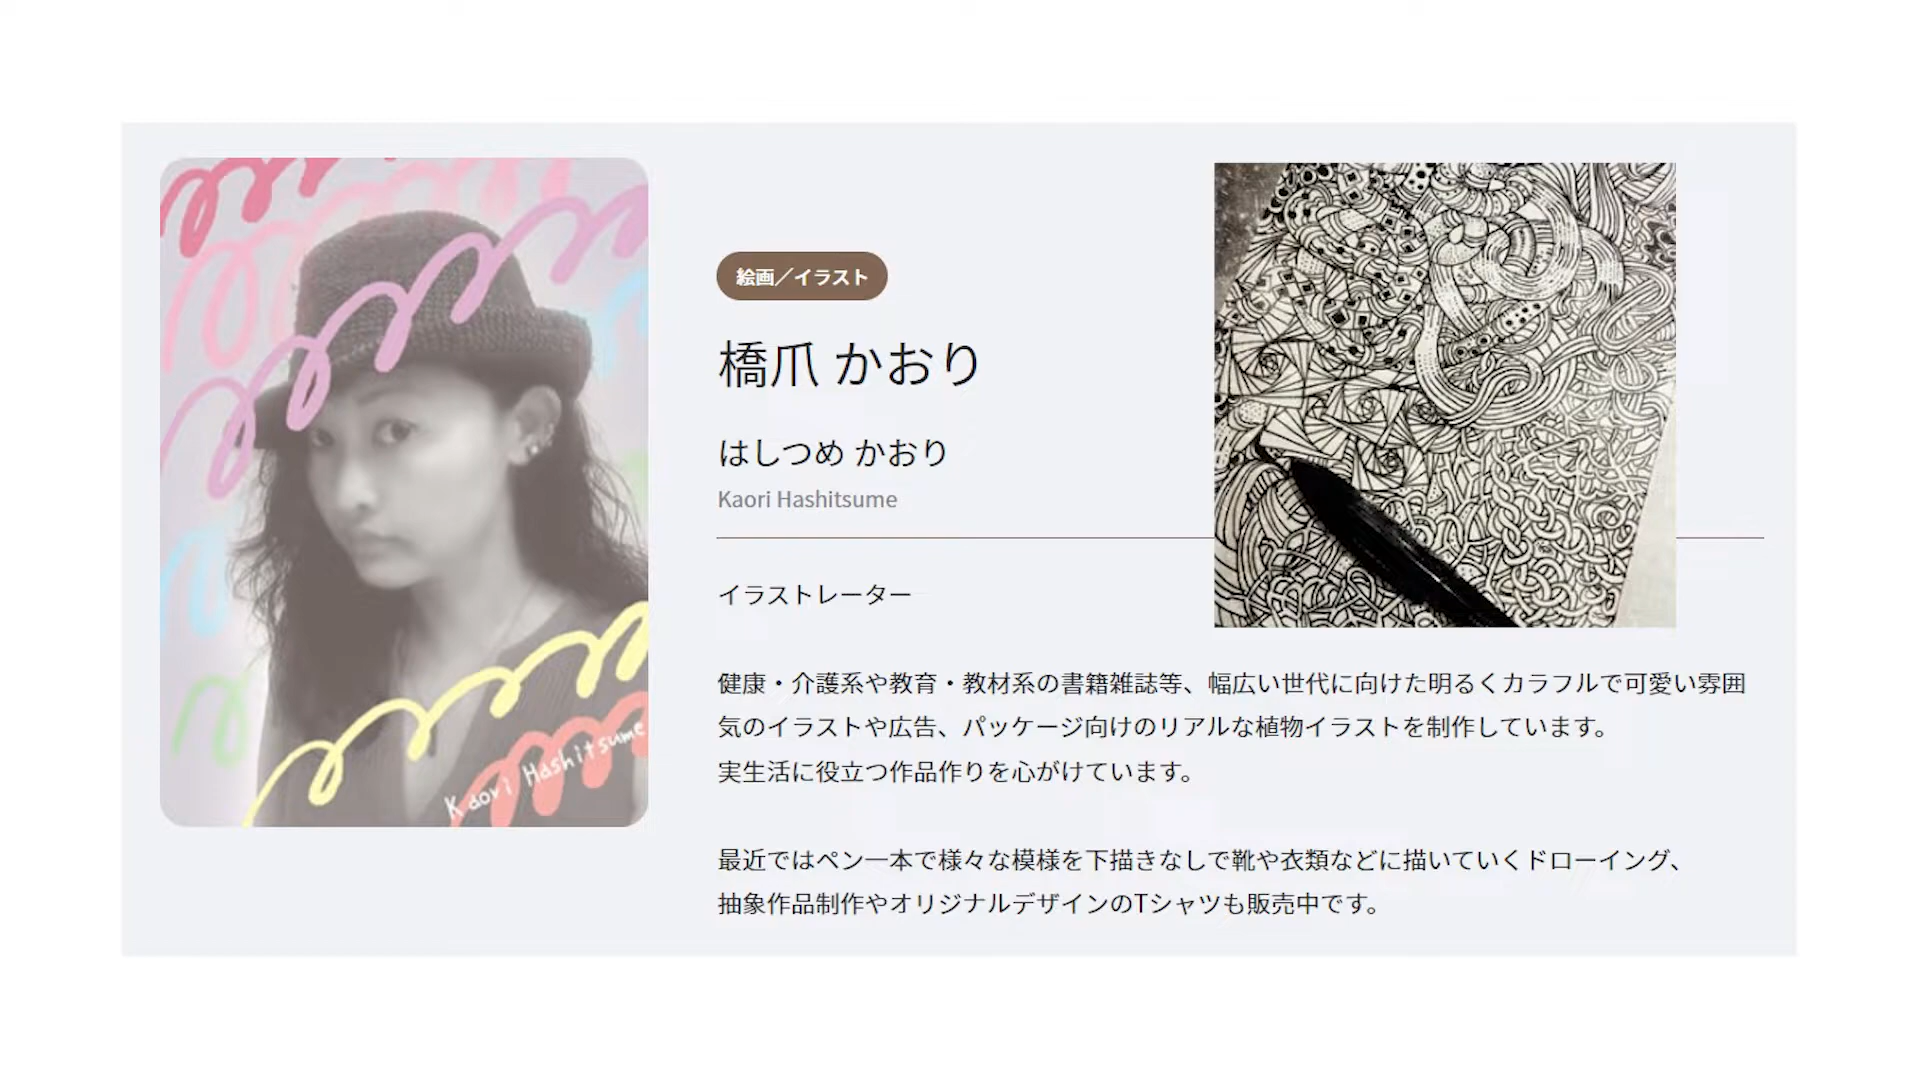 絵画／イラスト
橋爪 かおり
はしつめ かおり
Kaori Hashitsume
イラストレーター
健康・介護系や教育・教材系の書籍雑誌等、幅広い世代に向けた明るくカラフルで可愛い雰囲
気のイラストや広告、パッケージ向けのリアルな植物イラストを制作しています。
実生活に役立つ作品作りを心がけています。
最近ではペン一本で様々な模様を下描きなしで靴や衣類などに描いていくドローイング、
抽象作品制作やオリジナルデザインのTシャツも販売中です。
Kaori Hashitsume